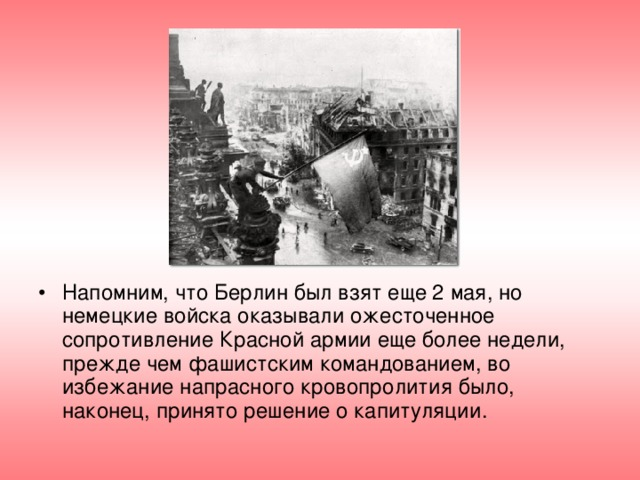 • Напомним, что Берлин был взят еще 2 мая, но
немецкие войска оказывали ожесточенное
сопротивление Красной армии еще более недели,
прежде чем фашистским командованием, во
избежание напрасного кровопролития было,
наконец, принято решение о капитуляции.